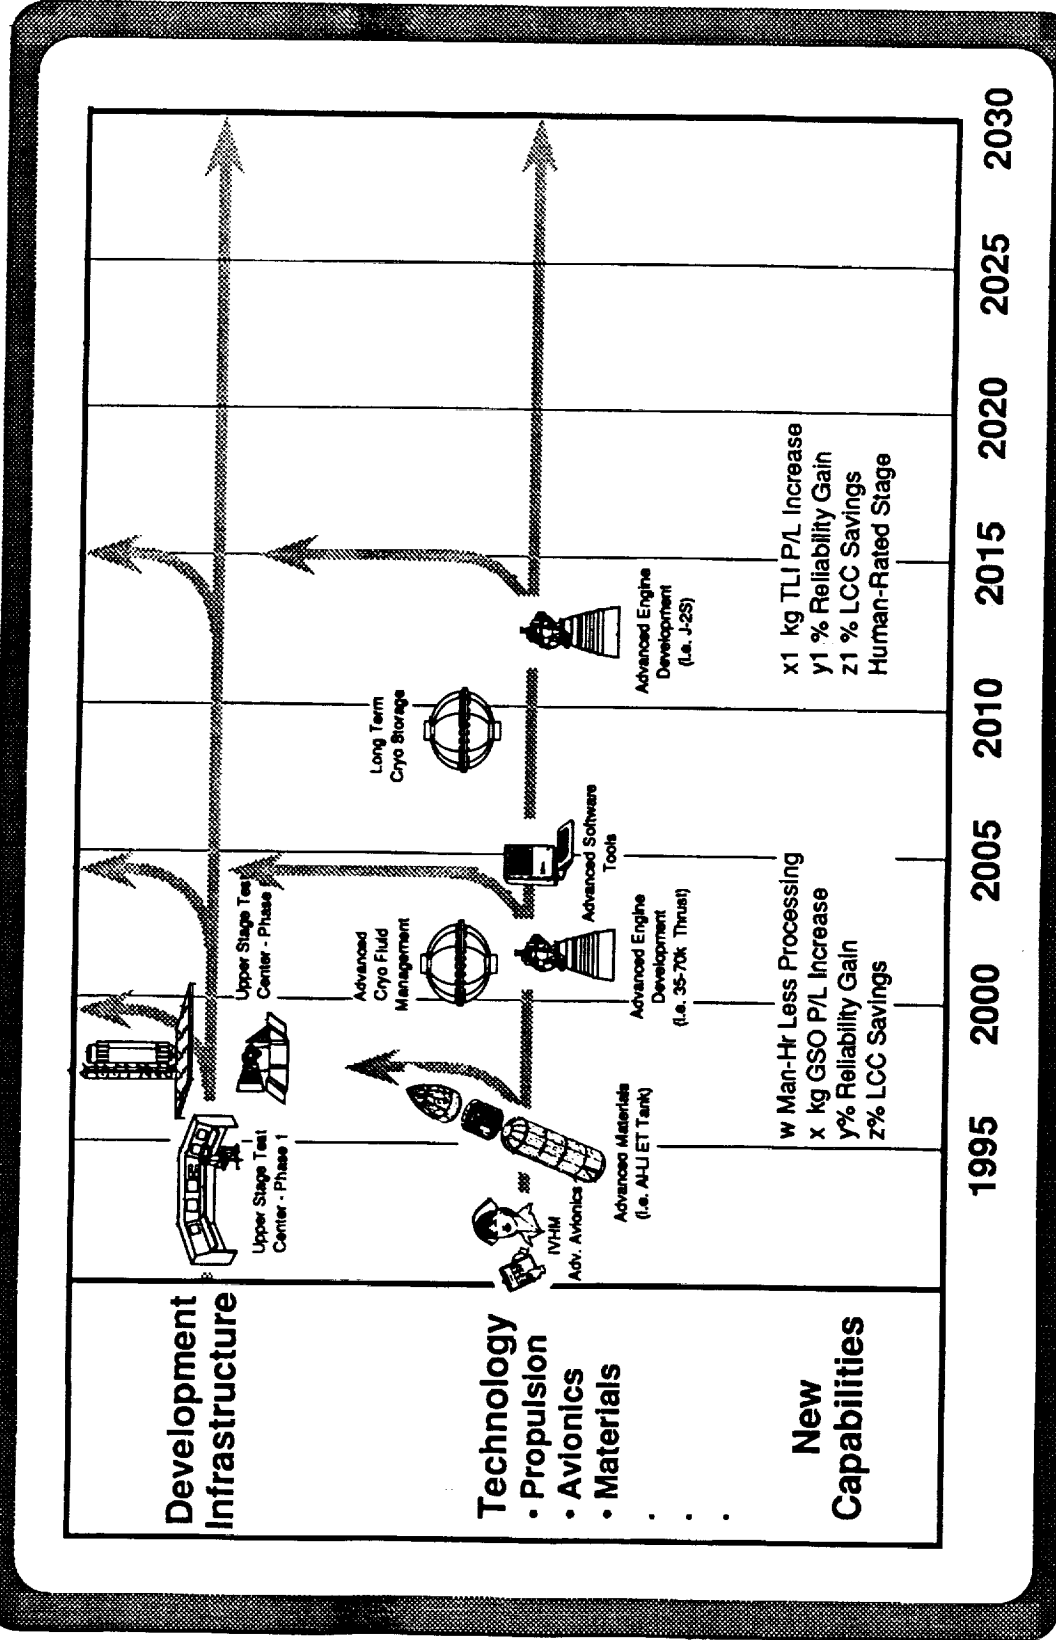 Development
Infrastructure
Upper Stage Test
Center - Phase 1
Upper Stage Test
Center - Phase
Technology
• Propulsion
• Avionics
• Materials
.
.
.
IVHM
Adv. Avionics
Advanced Materials
(i.e. Al-Li ET Tank)
Advanced
Cryo Fluid
Management
Advanced Engine
Development
(i.e. 35-70k Thrust)
Advanced Software
Tools
Long Term
Cryo Storage
Advanced Engine
Development
(i.e. J-2S)
New
Capabilities
w Man-Hr Less Processing
x kg GSO P/L Increase
y% Reliability Gain
z% LCC Savings
x1 kg TLI P/L Increase
y1 % Reliability Gain
z1 % LCC Savings
Human-Rated Stage
1995
2000
2005
2010
2015
2020
2025
2030